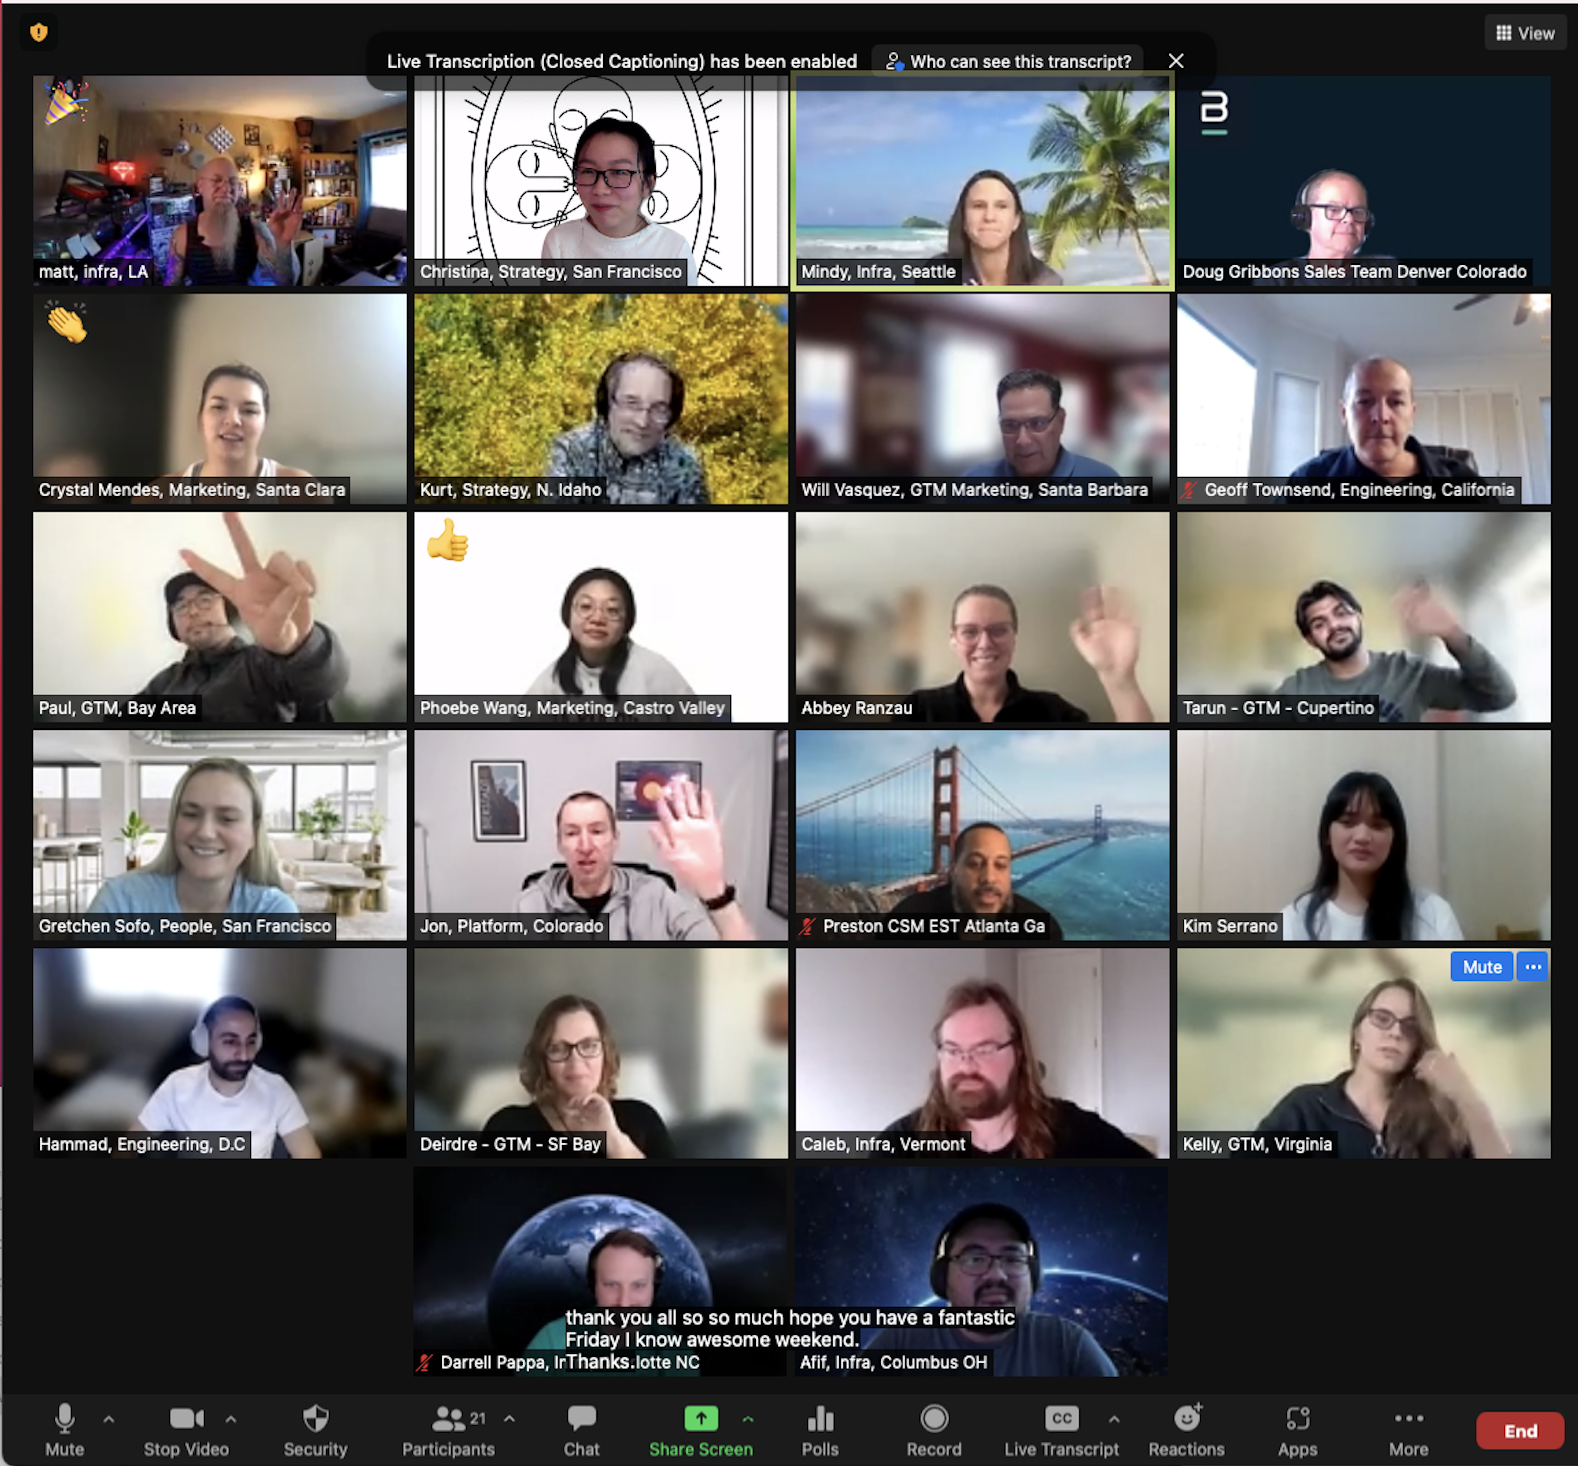 View
Live Transcription (Closed Captioning) has been enabled
Who can see this transcript?
B
matt, infra, LA
Christina, Strategy, San Francisco
Mindy, Infra, Seattle
Doug Gribbons Sales Team Denver Colorado
Crystal Mendes, Marketing, Santa Clara
Kurt, Strategy, N. Idaho
Will Vasquez, GTM Marketing, Santa Barbara
Geoff Townsend, Engineering, California
Paul, GTM, Bay Area
Phoebe Wang, Marketing, Castro Valley
Abbey Ranzau
Tarun - GTM - Cupertino
Gretchen Sofo, People, San Francisco
Jon, Platform, Colorado
Preston CSM EST Atlanta Ga
Kim Serrano
Mute
Hammad, Engineering, D.C
Deirdre - GTM - SF Bay
Caleb, Infra, Vermont
Kelly, GTM, Virginia
thank you all so so much hope you have a fantastic
Friday I know awesome weekend.
Thanks.
Darrell Pappa, NC
Afif, Infra, Columbus OH
21
CC
Mute
Stop Video
Security
Participants
Chat
Share Screen
Polls
Record
Live Transcript
Reactions
Apps
More
End